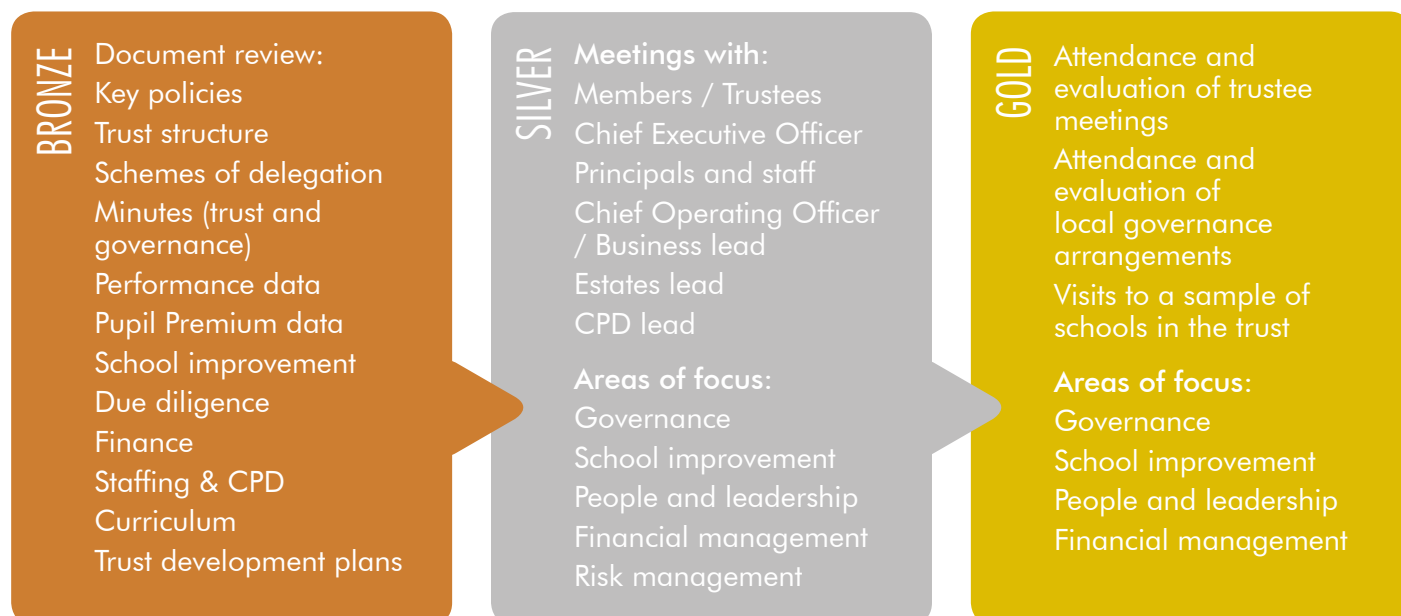 BRONZE
Document review:
Key policies
Trust structure
Schemes of delegation
Minutes (trust and
governance)
Performance data
Pupil Premium data
School improvement
Due diligence
Finance
Staffing & CPD
Curriculum
Trust development plans
SILVER
Meetings with:
Members / Trustees
Chief Executive Officer
Principals and staff
Chief Operating Officer
/ Business lead
Estates lead
CPD lead
Areas of focus:
Governance
School improvement
People and leadership
Financial management
Risk management
GOLD
Attendance and
evaluation of trustee
meetings
Attendance and
evaluation of
local governance
arrangements
Visits to a sample of
schools in the trust
Areas of focus:
Governance
School improvement
People and leadership
Financial management